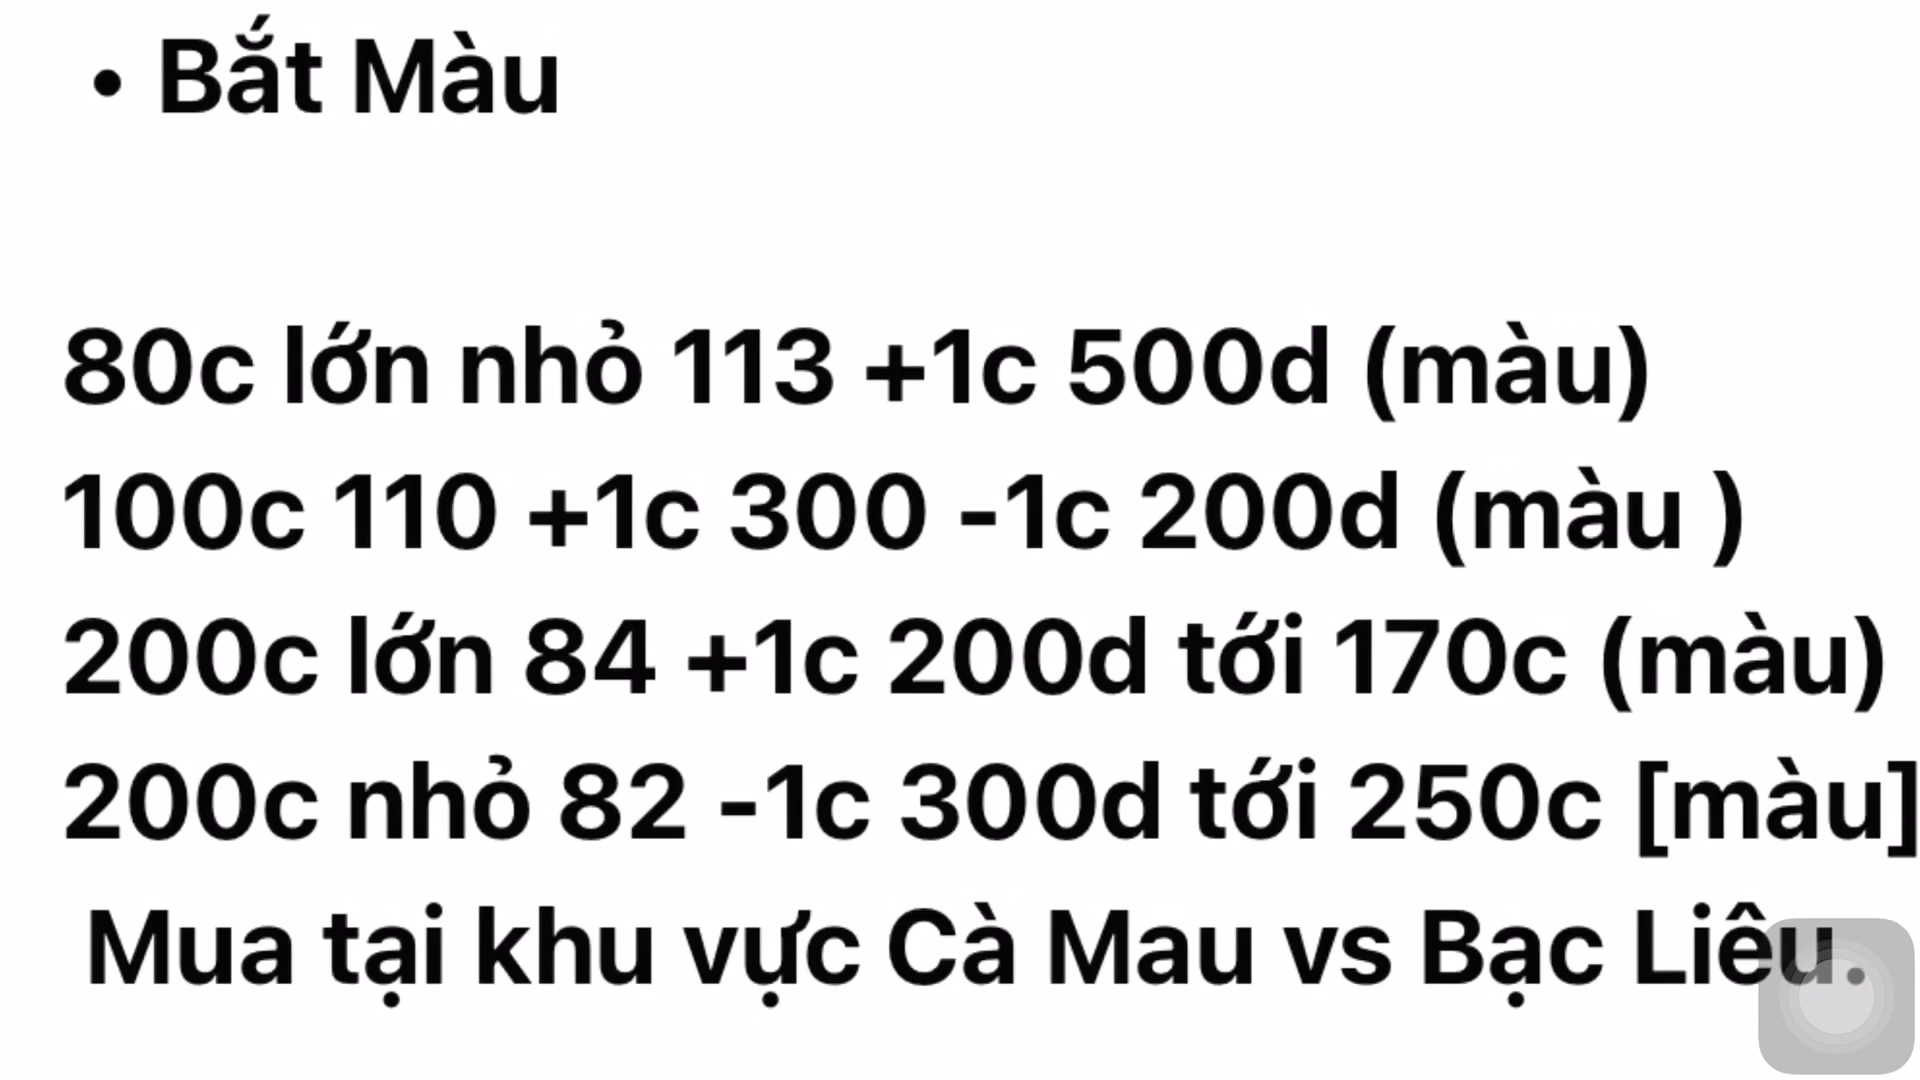 • Bắt Màu
80c lớn nhỏ 113 +1c 500d (màu)
100c 110 +1c 300 -1c 200d (màu )
200c lớn 84 +1c 200d tới 170c (màu)
200c nhỏ 82 -1c 300d tới 250c [màu]
Mua tại khu vực Cà Mau vs Bạc Liêu.